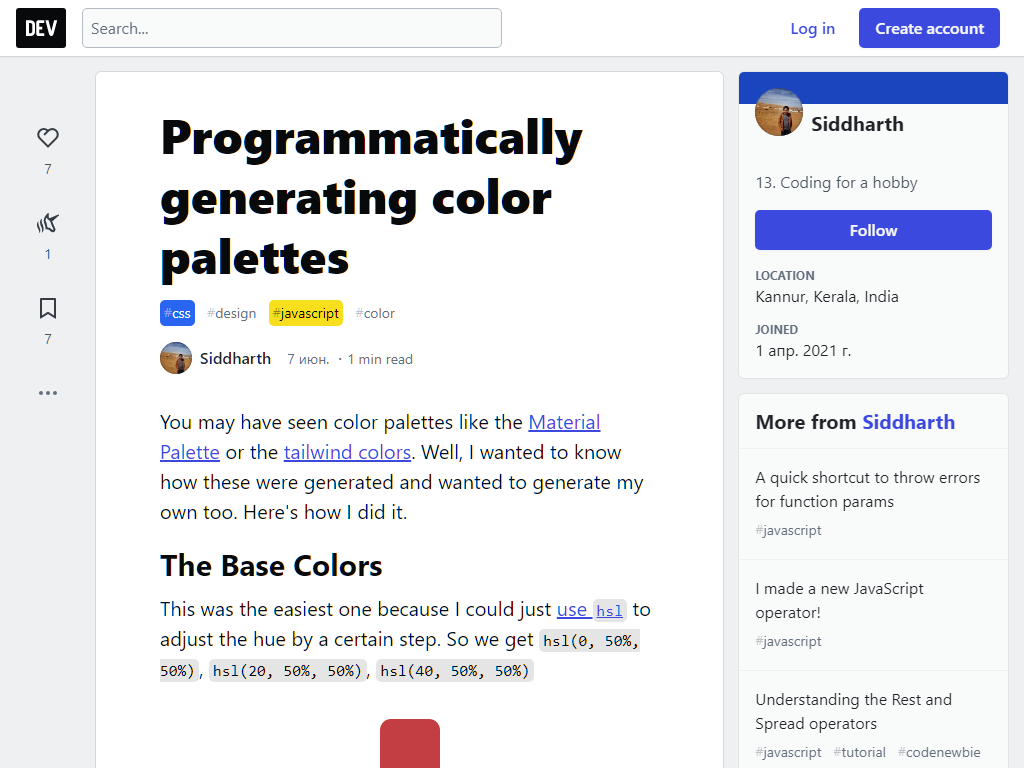 DEV
Search...
Log in
Create account
7
1
7
Programmatically
generating color
palettes
#css #design #javascript #color
Siddharth 7 июн. · 1 min read
You may have seen color palettes like the Material
Palette or the tailwind colors. Well, I wanted to know
how these were generated and wanted to generate my
own too. Here's how I did it.
The Base Colors
This was the easiest one because I could just use hsl to
adjust the hue by a certain step. So we get hsl(0, 50%,
50%), hsl(20, 50%, 50%), hsl(40, 50%, 50%)
Siddharth
13. Coding for a hobby
Follow
LOCATION
Kannur, Kerala, India
JOINED
1 апр. 2021 г.
More from Siddharth
A quick shortcut to throw errors
for function params
#javascript
I made a new JavaScript
operator!
#javascript
Understanding the Rest and
Spread operators
#javascript #tutorial #codenewbie